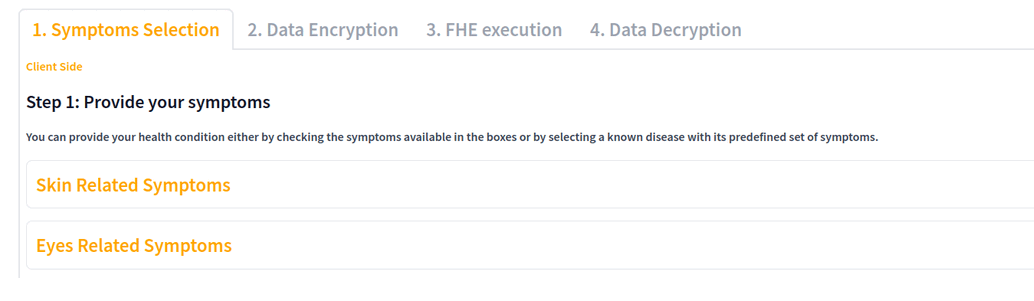 1. Symptoms Selection 2. Data Encryption 3. FHE execution 4. Data Decryption
Client Side
Step 1: Provide your symptoms
You can provide your health condition either by checking the symptoms available in the boxes or by selecting a known disease with its predefined set of symptoms.
Skin Related Symptoms
Eyes Related Symptoms